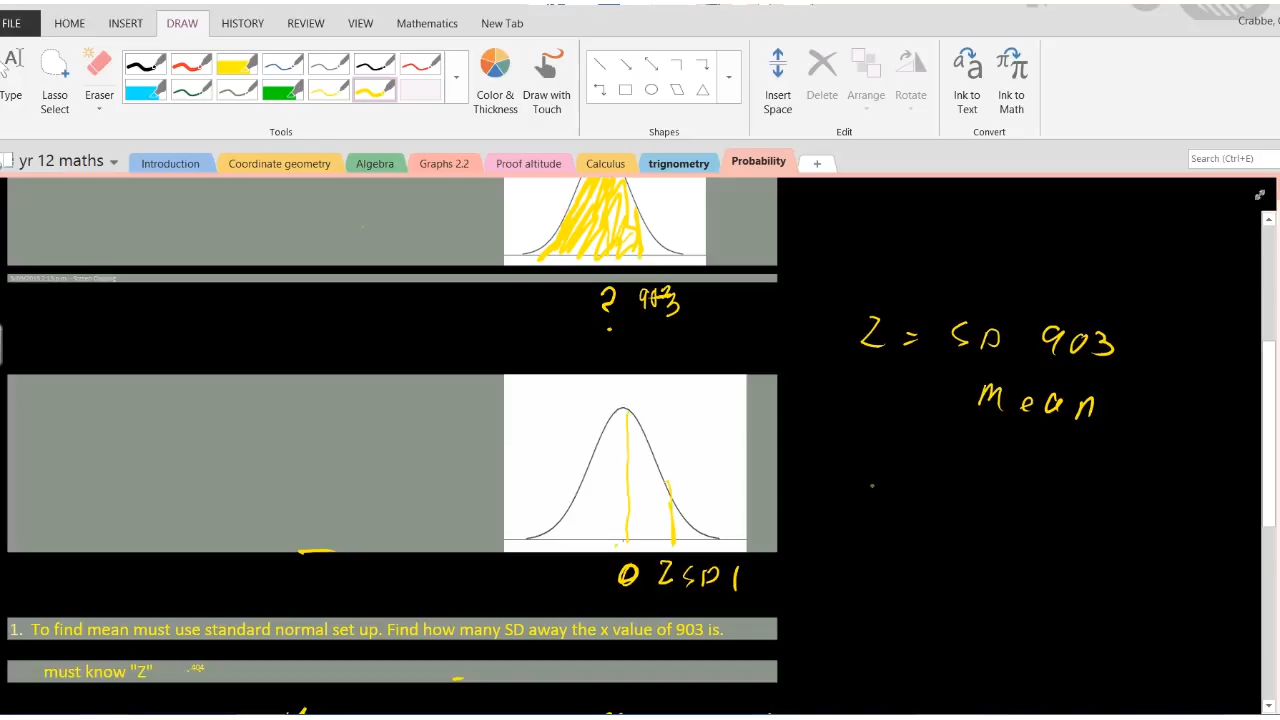 Crabbe,
FILE HOME INSERT DRAW HISTORY REVIEW VIEW Mathematics New Tab
Type Lasso Select Eraser Color & Thickness Draw with Touch Insert Space Delete Arrange Rotate Ink to Text Ink to Math
Tools Shapes Edit Convert
yr 12 maths Introduction Coordinate geometry Algebra Graphs 2.2 Proof altitude Calculus trignometry Probability +
Search (Ctrl+E)
? 903
Z = SD 903
Mean
0 Z SD 1
1. To find mean must use standard normal set up. Find how many SD away the x value of 903 is.
must know "Z"